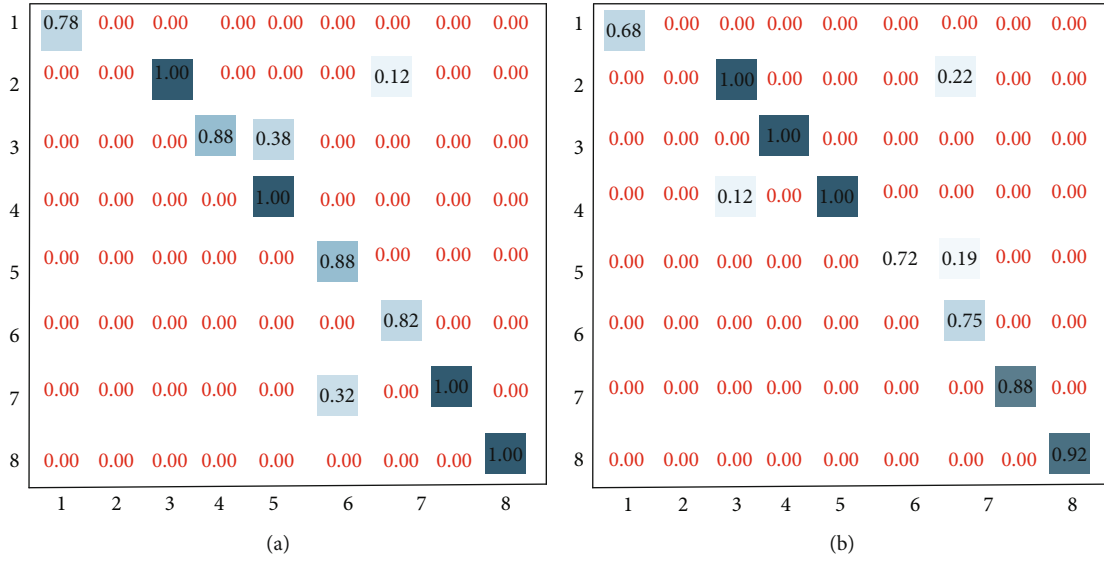 1 0.78 0.00 0.00 0.00 0.00 0.00 0.00 0.00 0.00
2 0.00 0.00 1.00 0.00 0.00 0.00 0.12 0.00 0.00
3 0.00 0.00 0.00 0.88 0.38 0.00 0.00 0.00 0.00
4 0.00 0.00 0.00 0.00 1.00 0.00 0.00 0.00 0.00
5 0.00 0.00 0.00 0.00 0.00 0.88 0.00 0.00 0.00
6 0.00 0.00 0.00 0.00 0.00 0.00 0.82 0.00 0.00
7 0.00 0.00 0.00 0.00 0.00 0.32 0.00 1.00 0.00
8 0.00 0.00 0.00 0.00 0.00 0.00 0.00 0.00 1.00
1 2 3 4 5 6 7 8
(a)
1 0.68 0.00 0.00 0.00 0.00 0.00 0.00 0.00 0.00
2 0.00 0.00 1.00 0.00 0.00 0.00 0.22 0.00 0.00
3 0.00 0.00 0.00 1.00 0.00 0.00 0.00 0.00 0.00
4 0.00 0.00 0.12 0.00 1.00 0.00 0.00 0.00 0.00
5 0.00 0.00 0.00 0.00 0.00 0.72 0.19 0.00 0.00
6 0.00 0.00 0.00 0.00 0.00 0.00 0.75 0.00 0.00
7 0.00 0.00 0.00 0.00 0.00 0.00 0.00 0.88 0.00
8 0.00 0.00 0.00 0.00 0.00 0.00 0.00 0.00 0.92
1 2 3 4 5 6 7 8
(b)